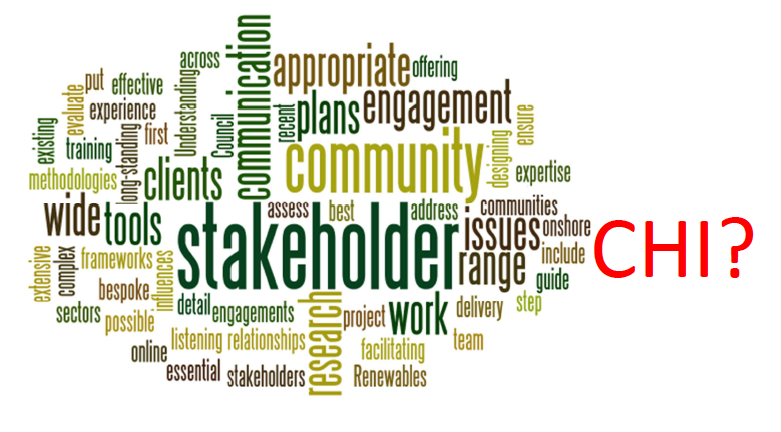 across
put
effective
appropriate
offering
evaluate
experience
Understanding
communication
recent
plans
engagement
existing
training
long-standing
first
Council
community
designing
ensure
methodologies
clients
expertise
wide
tools
assess
best
address
communities
stakeholder
issues
onshore
CHI?
extensive
complex
frameworks
influences
range
include
bespoke
guide
sectors
possible
detail
engagements
research
project
work
delivery
step
listening
relationships
facilitating
team
online
essential
stakeholders
Renewables